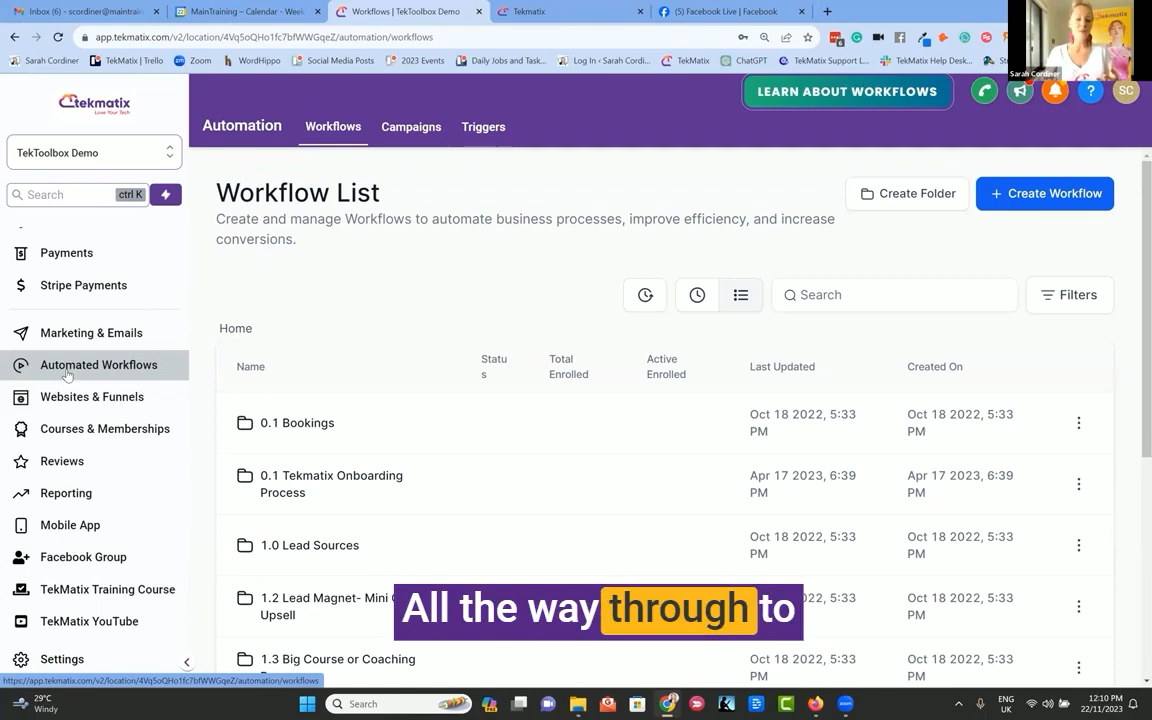 Inbox (6) - scordiner@maintrain
MainTraining - Calendar - Week
Workflows | TekToolbox Demo
Tekmatix
(5) Facebook Live | Facebook
app.tekmatix.com/v2/location/4Vq5oQHo1fc7bfWWGqeZ/automation/workflows
Sarah Cordiner
TekMatix | Trello
Zoom
WordHippo
Social Media Posts
2023 Events
Daily Jobs and Task...
Log In ‹ Sarah Cordi...
TekMatix
ChatGPT
TekMatix Support L...
TekMatix Help Desk...
Sarah Cordiner
tekmatix
Love Your Tech
TekToolbox Demo
Search
ctrl K
Payments
Stripe Payments
Marketing & Emails
Automated Workflows
Websites & Funnels
Courses & Memberships
Reviews
Reporting
Mobile App
Facebook Group
TekMatix Training Course
TekMatix YouTube
Settings
Automation
Workflows
Campaigns
Triggers
LEARN ABOUT WORKFLOWS
SC
Workflow List
Create and manage Workflows to automate business processes, improve efficiency, and increase
conversions.
Create Folder
+ Create Workflow
Search
Filters
Home
Name
Statu
s
Total
Enrolled
Active
Enrolled
Last Updated
Created On
0.1 Bookings
Oct 18 2022, 5:33
PM
Oct 18 2022, 5:33
PM
0.1 Tekmatix Onboarding
Process
Apr 17 2023, 6:39
PM
Apr 17 2023, 6:39
PM
1.0 Lead Sources
Oct 18 2022, 5:33
PM
Oct 18 2022, 5:33
PM
1.2 Lead Magnet- Mini
Upsell
Oct 18 2022, 5:33
PM
Oct 18 2022, 5:33
PM
1.3 Big Course or Coaching
Oct 18 2022, 5:33
PM
Oct 18 2022, 5:33
PM
All the way through to
https://app.tekmatix.com/v2/location/4Vq5oQHo1fc7bfWWGqeZ/automation/workflows
29°C
Windy
Search
ENG
UK
12:10 PM
22/11/2023